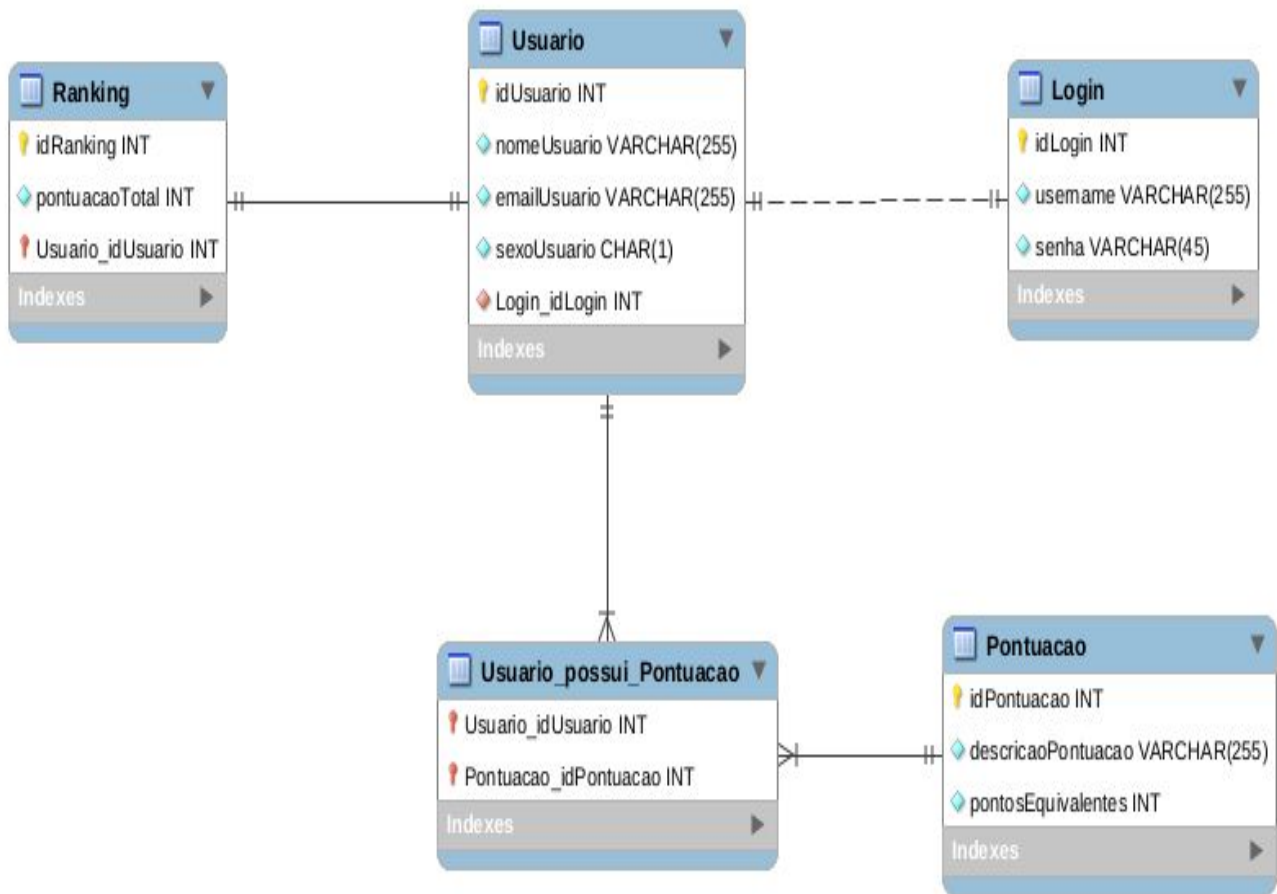 Ranking
idRanking INT
pontuacaoTotal INT
Usuario_idUsuario INT
Indexes
Usuario
idUsuario INT
nomeUsuario VARCHAR(255)
emailUsuario VARCHAR(255)
sexoUsuario CHAR(1)
Login_idLogin INT
Indexes
Login
idLogin INT
username VARCHAR(255)
senha VARCHAR(45)
Indexes
Usuario_possui_Pontuacao
Usuario_idUsuario INT
Pontuacao_idPontuacao INT
Indexes
Pontuacao
idPontuacao INT
descricaoPontuacao VARCHAR(255)
pontosEquivalentes INT
Indexes